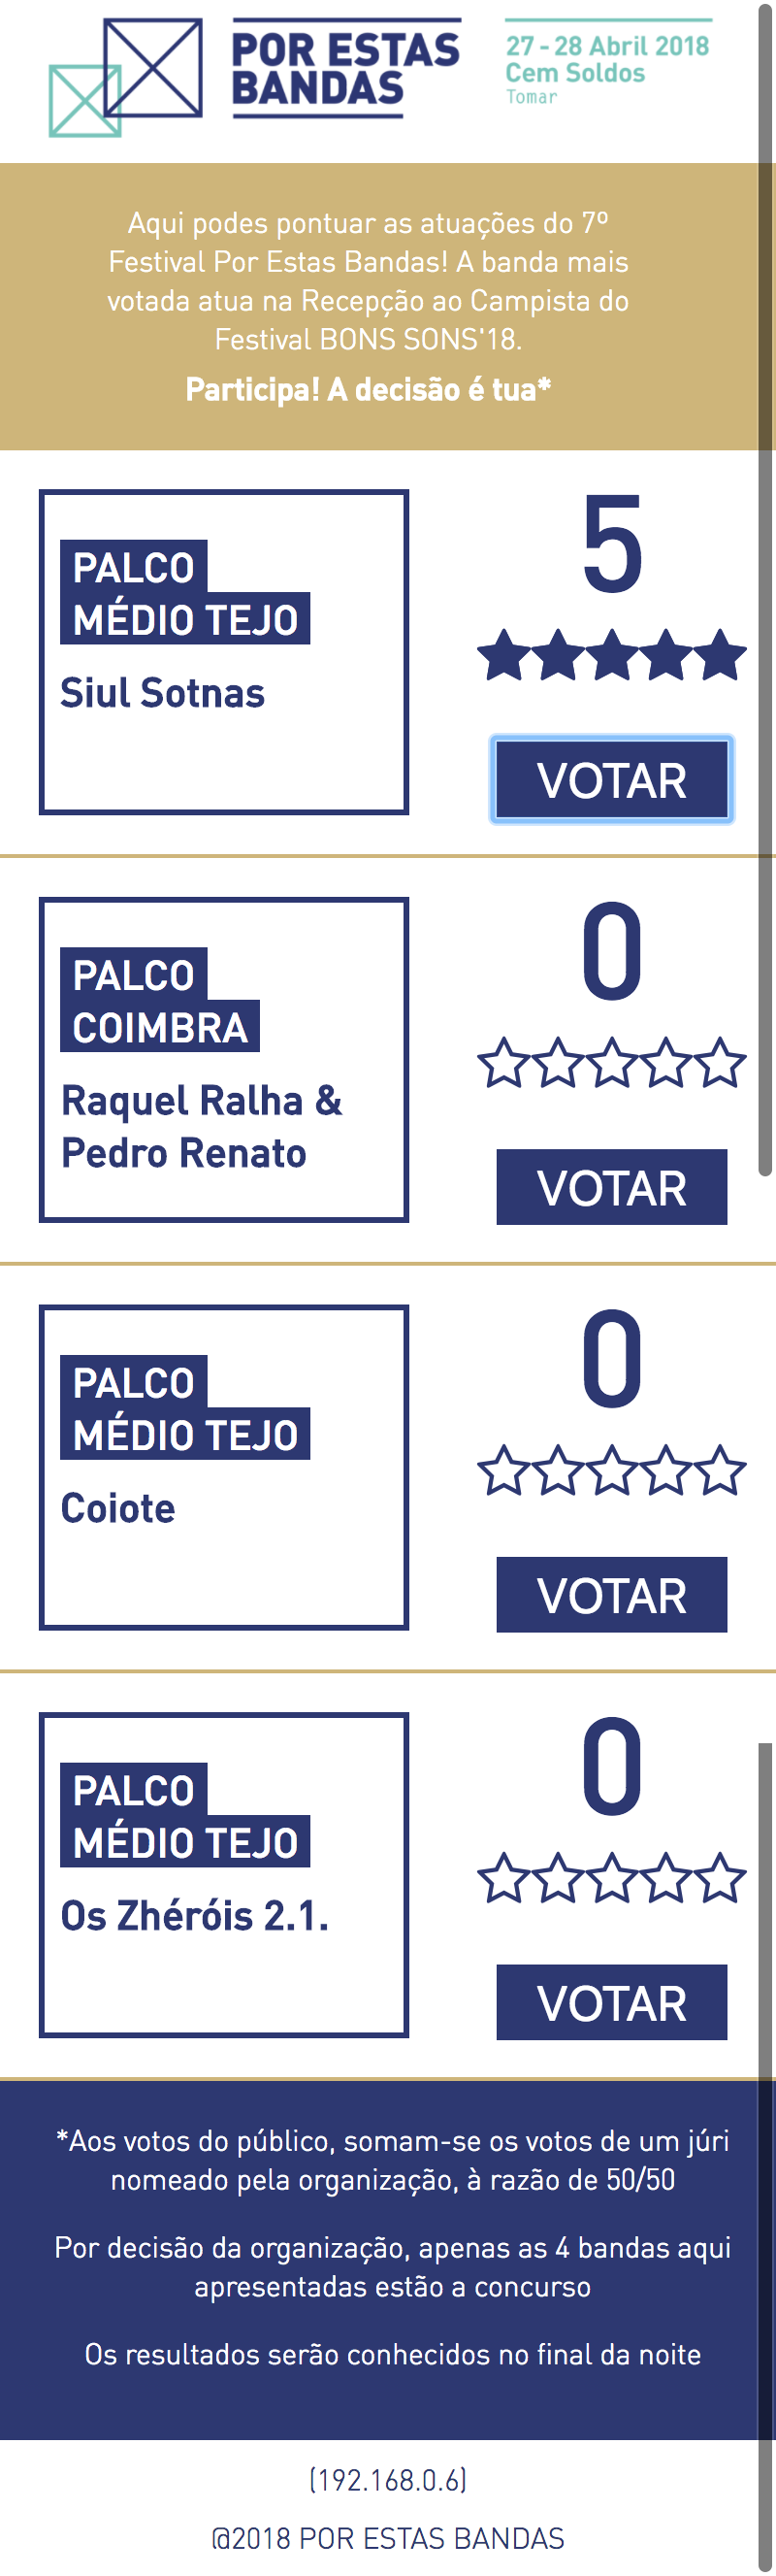 POR ESTAS
BANDAS
27 - 28 Abril 2018
Cem Soldos
Tomar
Aqui podes pontuar as atuações do 7º
Festival Por Estas Bandas! A banda mais
votada atua na Recepção ao Campista do
Festival BONS SONS'18.
Participa! A decisão é tua*
PALCO
MÉDIO TEJO
Siul Sotnas
5
VOTAR
PALCO
COIMBRA
Raquel Ralha &
Pedro Renato
0
VOTAR
PALCO
MÉDIO TEJO
Coiote
0
VOTAR
PALCO
MÉDIO TEJO
Os Zhéróis 2.1.
0
VOTAR
*Aos votos do público, somam-se os votos de um júri
nomeado pela organização, à razão de 50/50
Por decisão da organização, apenas as 4 bandas aqui
apresentadas estão a concurso
Os resultados serão conhecidos no final da noite
(192.168.0.6)
@2018 POR ESTAS BANDAS